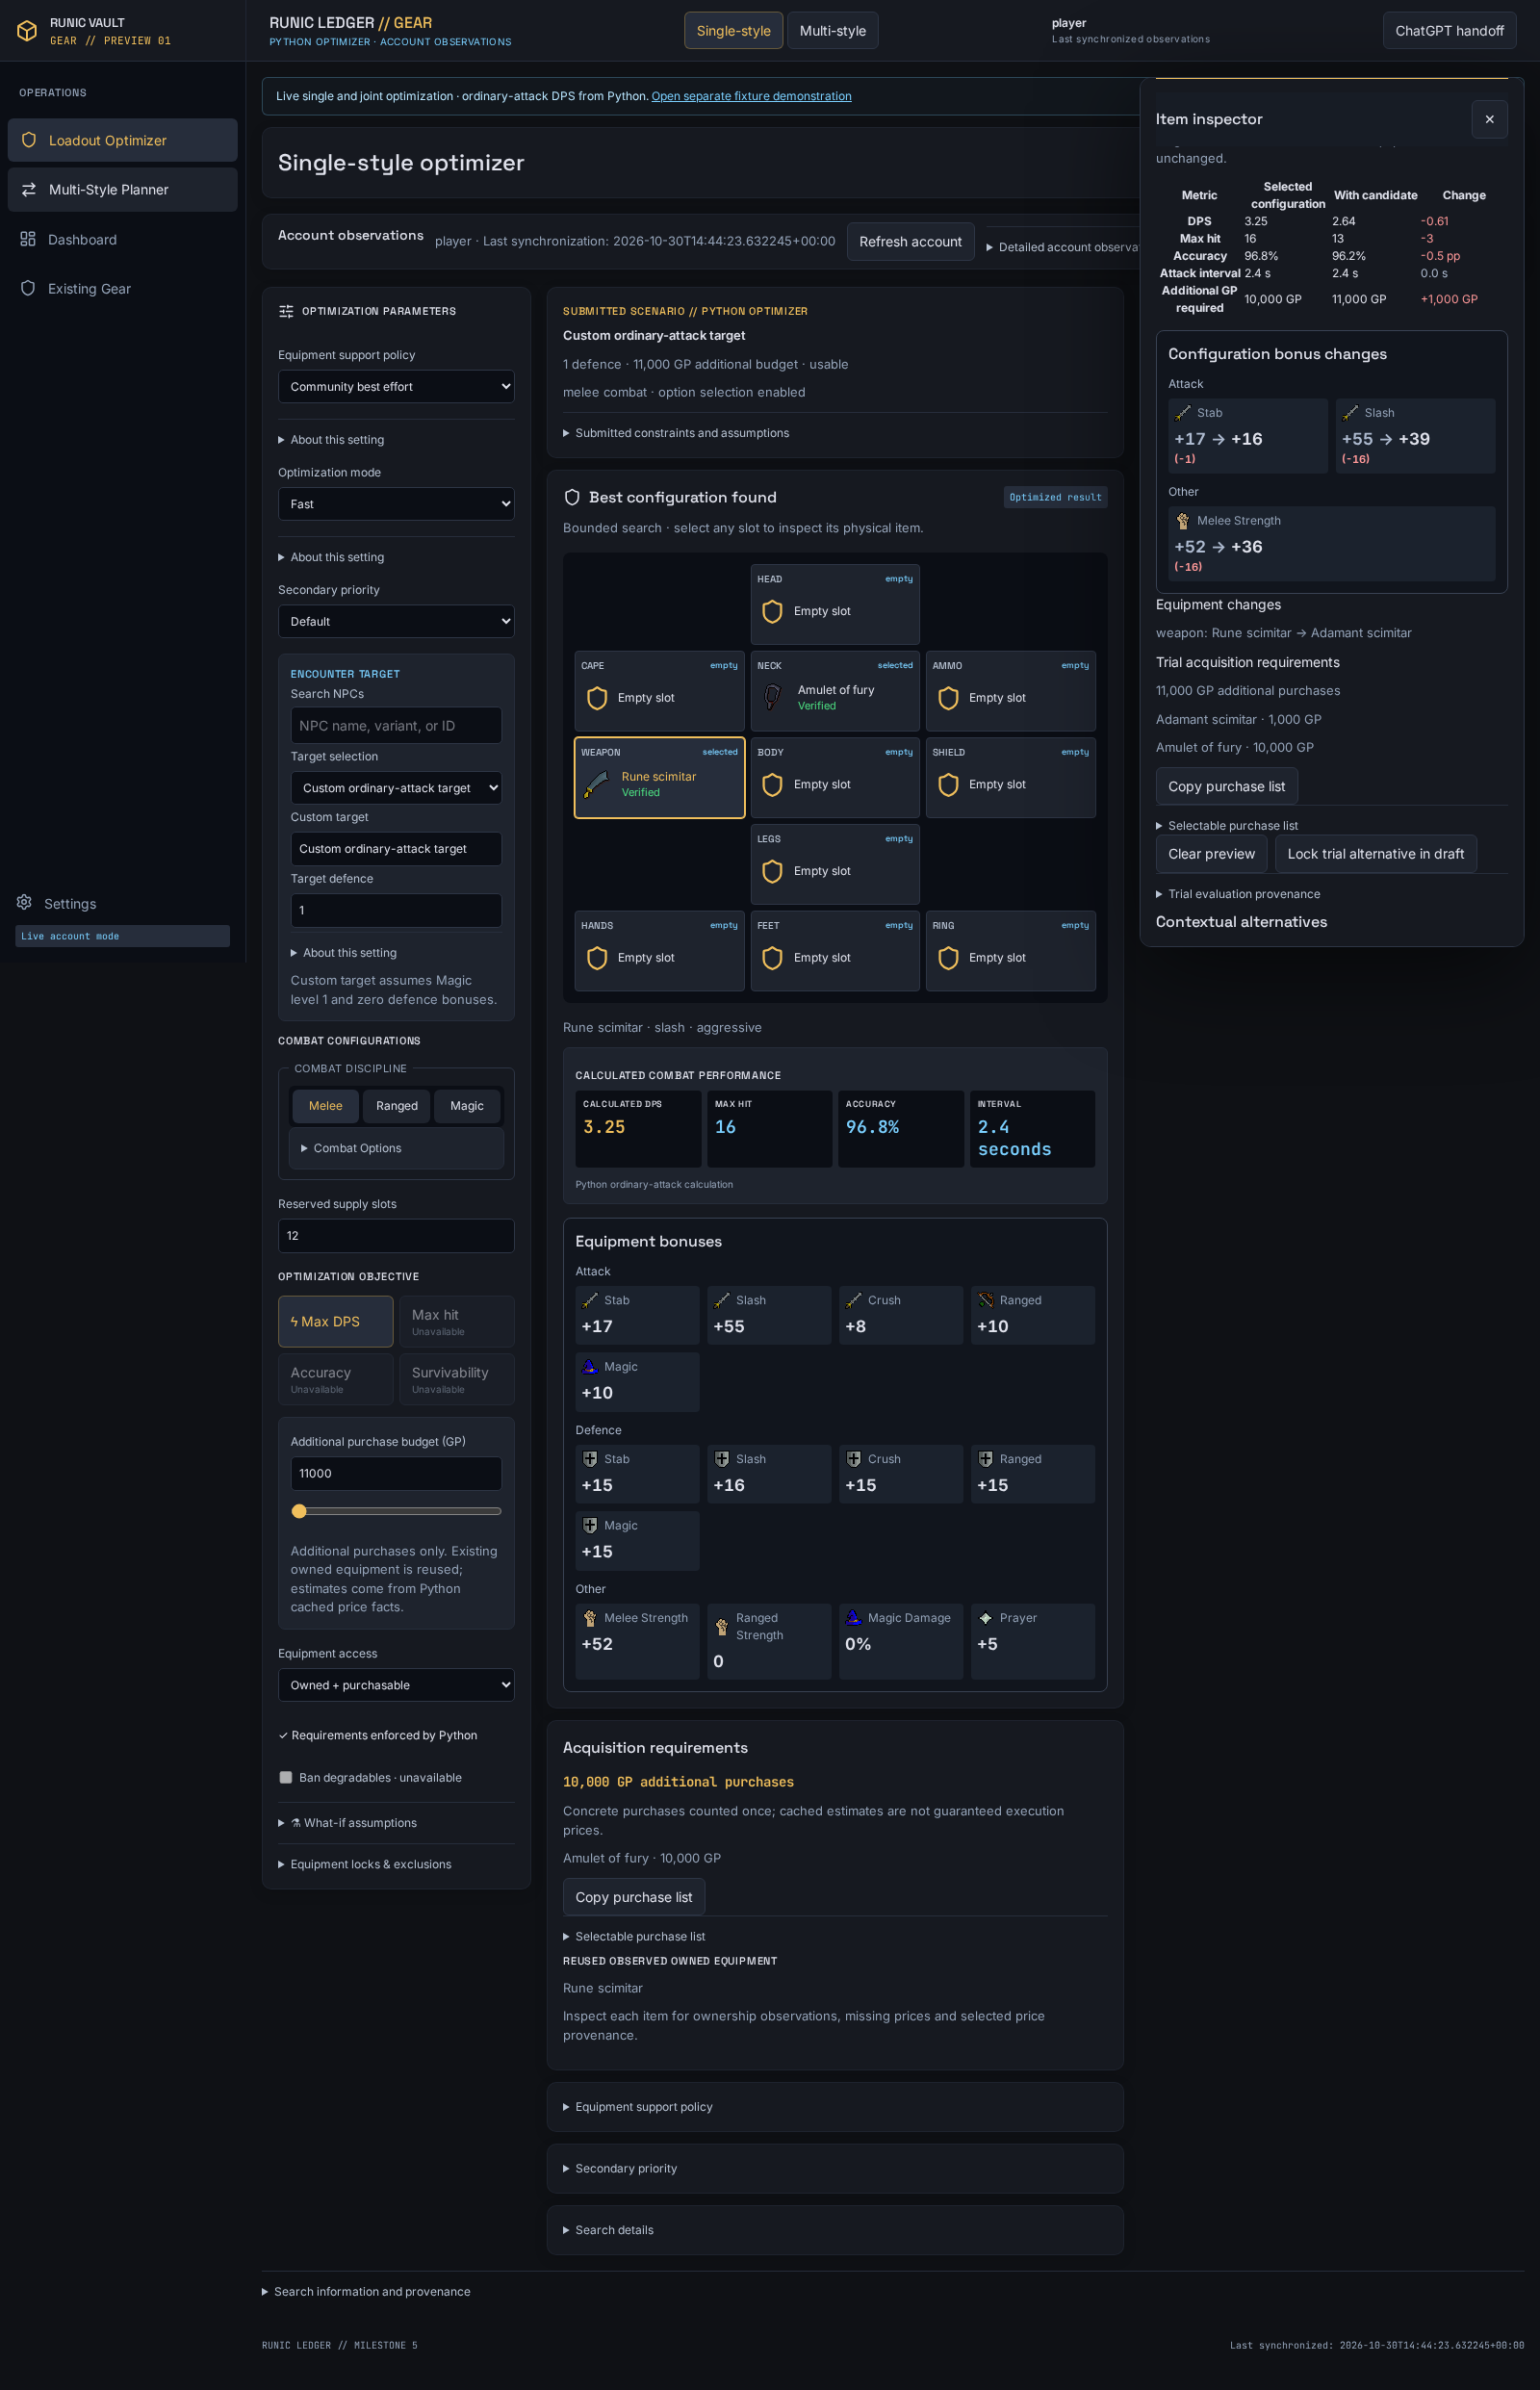 RUNIC VAULT
GEAR // PREVIEW 01
RUNIC LEDGER // GEAR
PYTHON OPTIMIZER · ACCOUNT OBSERVATIONS
Single-style
Multi-style
player
Last synchronized observations
ChatGPT handoff
OPERATIONS
Loadout Optimizer
Multi-Style Planner
Dashboard
Existing Gear
Settings
Live account mode
Live single and joint optimization · ordinary-attack DPS from Python. Open separate fixture demonstration
Single-style optimizer
Account observations
player · Last synchronization: 2026-10-30T14:44:23.632245+00:00
Refresh account
Detailed account observat
OPTIMIZATION PARAMETERS
Equipment support policy
Community best effort
About this setting
Optimization mode
Fast
About this setting
Secondary priority
Default
ENCOUNTER TARGET
Search NPCs
NPC name, variant, or ID
Target selection
Custom ordinary-attack target
Custom target
Custom ordinary-attack target
Target defence
1
About this setting
Custom target assumes Magic
level 1 and zero defence bonuses.
COMBAT CONFIGURATIONS
COMBAT DISCIPLINE
Melee
Ranged
Magic
Combat Options
Reserved supply slots
12
OPTIMIZATION OBJECTIVE
ϟ Max DPS
Max hit
Unavailable
Accuracy
Unavailable
Survivability
Unavailable
Additional purchase budget (GP)
11000
Additional purchases only. Existing
owned equipment is reused;
estimates come from Python
cached price facts.
Equipment access
Owned + purchasable
✓ Requirements enforced by Python
Ban degradables · unavailable
⚗ What-if assumptions
Equipment locks & exclusions
SUBMITTED SCENARIO // PYTHON OPTIMIZER
Custom ordinary-attack target
1 defence · 11,000 GP additional budget · usable
melee combat · option selection enabled
Submitted constraints and assumptions
Best configuration found
Optimized result
Bounded search · select any slot to inspect its physical item.
HEAD
empty
Empty slot
CAPE
empty
Empty slot
NECK
selected
Amulet of fury
Verified
AMMO
empty
Empty slot
WEAPON
selected
Rune scimitar
Verified
BODY
empty
Empty slot
SHIELD
empty
Empty slot
LEGS
empty
Empty slot
HANDS
empty
Empty slot
FEET
empty
Empty slot
RING
empty
Empty slot
Rune scimitar · slash · aggressive
CALCULATED COMBAT PERFORMANCE
CALCULATED DPS
3.25
MAX HIT
16
ACCURACY
96.8%
INTERVAL
2.4
seconds
Python ordinary-attack calculation
Equipment bonuses
Attack
Stab
+17
Slash
+55
Crush
+8
Ranged
+10
Magic
+10
Defence
Stab
+15
Slash
+16
Crush
+15
Ranged
+15
Magic
+15
Other
Melee Strength
+52
Ranged
Strength
0
Magic Damage
0%
Prayer
+5
Acquisition requirements
10,000 GP additional purchases
Concrete purchases counted once; cached estimates are not guaranteed execution
prices.
Amulet of fury · 10,000 GP
Copy purchase list
Selectable purchase list
REUSED OBSERVED OWNED EQUIPMENT
Rune scimitar
Inspect each item for ownership observations, missing prices and selected price
provenance.
Equipment support policy
Secondary priority
Search details
Item inspector
✕
unchanged.
Metric
Selected
configuration
With candidate
Change
DPS 3.25 2.64 -0.61
Max hit 16 13 -3
Accuracy 96.8% 96.2% -0.5 pp
Attack interval 2.4 s 2.4 s 0.0 s
Additional GP
required
10,000 GP 11,000 GP +1,000 GP
Configuration bonus changes
Attack
Stab
+17 → +16
(-1)
Slash
+55 → +39
(-16)
Other
Melee Strength
+52 → +36
(-16)
Equipment changes
weapon: Rune scimitar → Adamant scimitar
Trial acquisition requirements
11,000 GP additional purchases
Adamant scimitar · 1,000 GP
Amulet of fury · 10,000 GP
Copy purchase list
Selectable purchase list
Clear preview
Lock trial alternative in draft
Trial evaluation provenance
Contextual alternatives
Search information and provenance
RUNIC LEDGER // MILESTONE 5
Last synchronized: 2026-10-30T14:44:23.632245+00:00